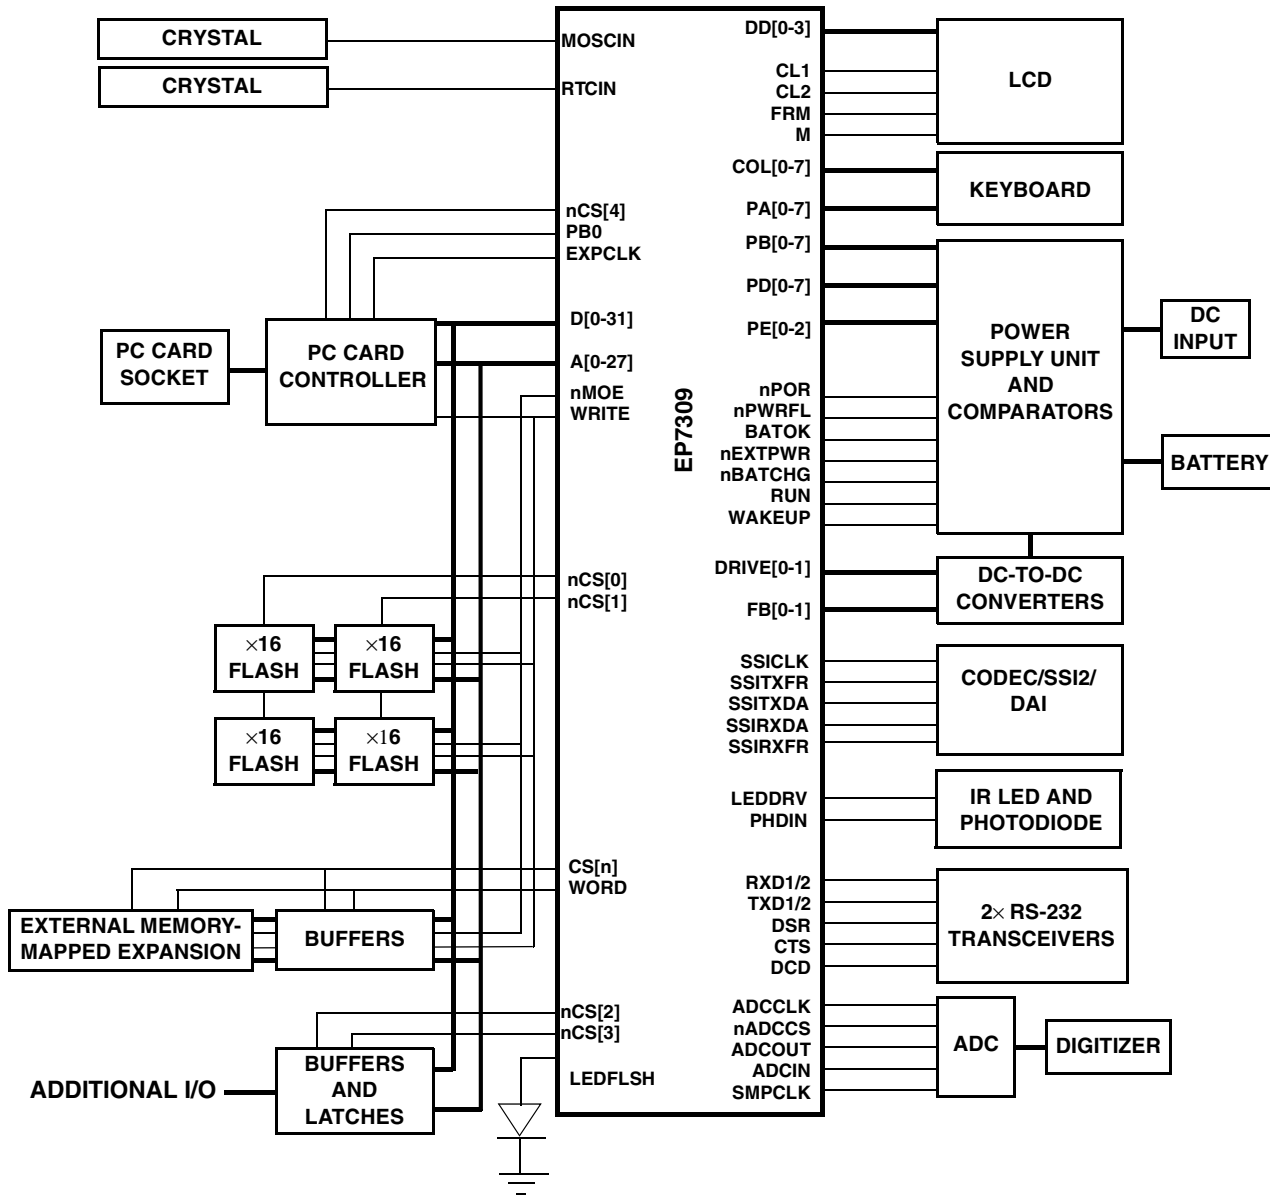 CRYSTAL
CRYSTAL
MOSCIN
RTCIN
nCS[4]
PB0
EXPCLK
D[0-31]
A[0-27]
nMOE
WRITE
PC CARD
SOCKET
PC CARD
CONTROLLER
nCS[0]
nCS[1]
×16
FLASH
×16
FLASH
×16
FLASH
×16
FLASH
CS[n]
WORD
EXTERNAL MEMORY-
MAPPED EXPANSION
BUFFERS
nCS[2]
nCS[3]
LEDFLSH
ADDITIONAL I/O
BUFFERS
AND
LATCHES
EP7309
DD[0-3]
CL1
CL2
FRM
M
LCD
COL[0-7]
PA[0-7]
KEYBOARD
PB[0-7]
PD[0-7]
PE[0-2]
nPOR
nPWRFL
BATOK
nEXTPWR
nBATCHG
RUN
WAKEUP
POWER
SUPPLY UNIT
AND
COMPARATORS
DC
INPUT
BATTERY
DRIVE[0-1]
FB[0-1]
DC-TO-DC
CONVERTERS
SSICLK
SSITXFR
SSITXDA
SSIRXDA
SSIRXFR
CODEC/SSI2/
DAI
LEDDRV
PHDIN
IR LED AND
PHOTODIODE
RXD1/2
TXD1/2
DSR
CTS
DCD
2× RS-232
TRANSCEIVERS
ADCCLK
nADCCS
ADCOUT
ADCIN
SMPCLK
ADC
DIGITIZER